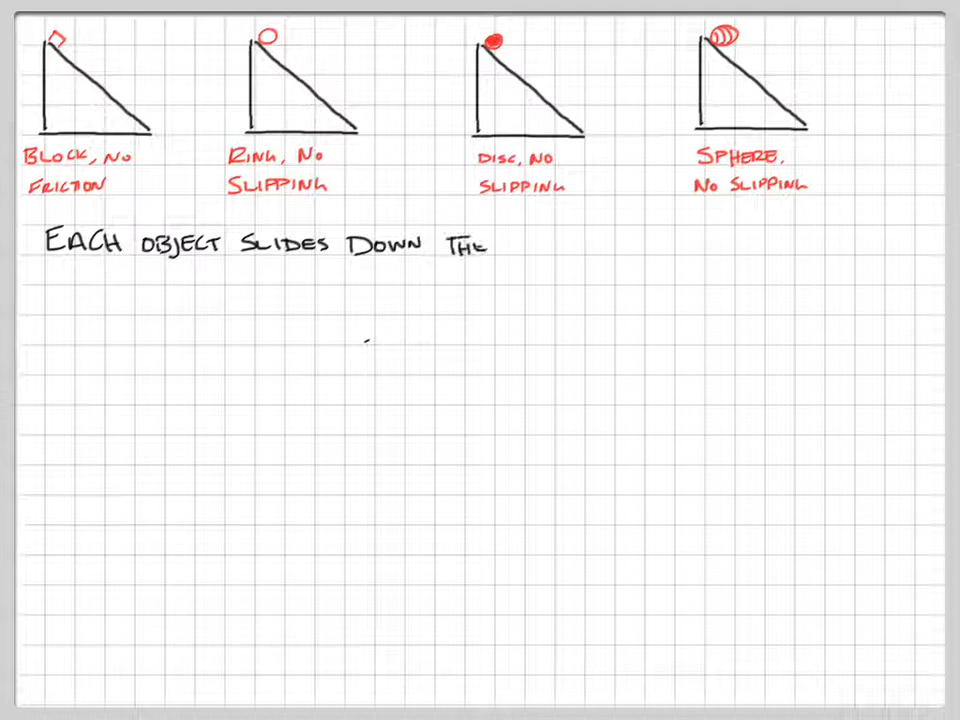 BLOCK, NO
FRICTION
RING, NO
SLIPPING
DISC, NO
SLIPPING
SPHERE,
NO SLIPPING
EACH OBJECT SLIDES DOWN THE